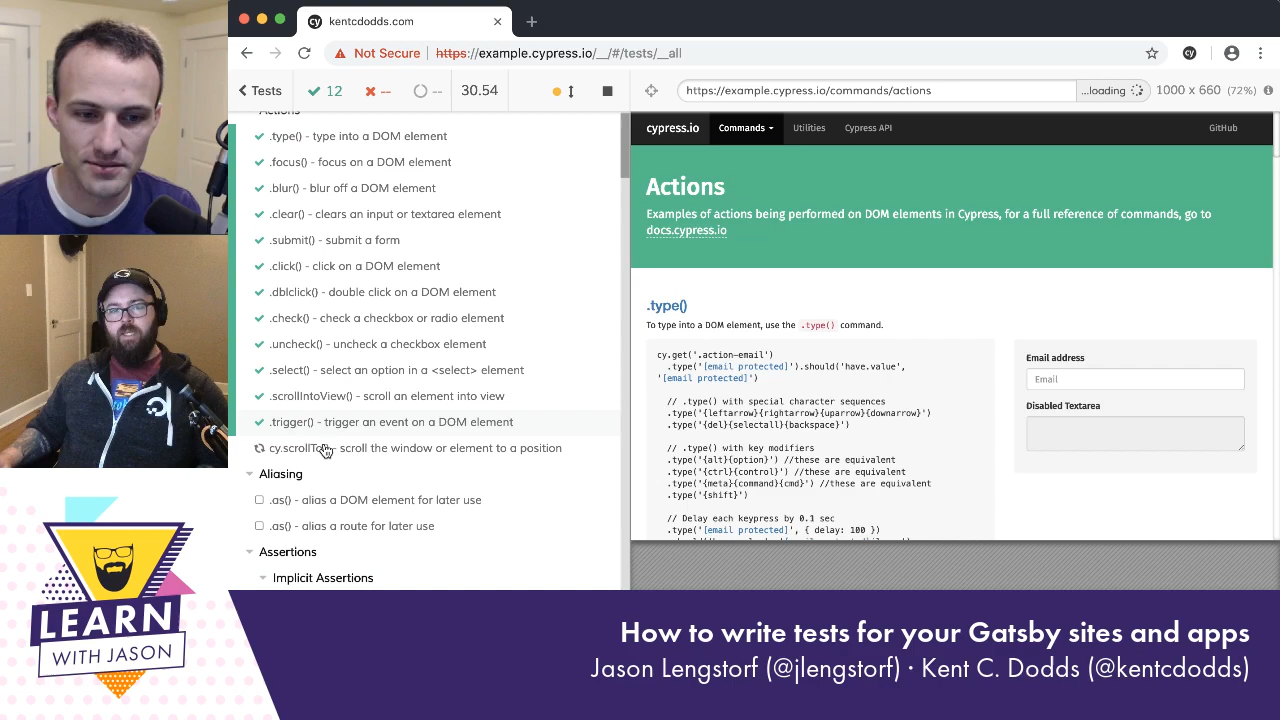 kentcdodds.com
Not Secure
https://example.cypress.io/__/#/tests/__all
Tests
12
--
--
30.54
https://example.cypress.io/commands/actions
...loading
1000 x 660 (72%)
Actions
.type() - type into a DOM element
.focus() - focus on a DOM element
.blur() - blur off a DOM element
.clear() - clears an input or textarea element
.submit() - submit a form
.click() - click on a DOM element
.dblclick() - double click on a DOM element
.check() - check a checkbox or radio element
.uncheck() - uncheck a checkbox element
.select() - select an option in a <select> element
.scrollIntoView() - scroll an element into view
.trigger() - trigger an event on a DOM element
- scroll the window or element to a position
Aliasing
.as() - alias a DOM element for later use
.as() - alias a route for later use
Assertions
Implicit Assertions
cypress.io
Commands
Utilities
Cypress API
GitHub
Actions
Examples of actions being performed on DOM elements in Cypress, for a full reference of commands, go to
docs.cypress.io
.type()
To type into a DOM element, use the .type() command.
cy.get('.action-email')
.type('[email protected]').should('have.value',
'[email protected]')
// .type() with special character sequences
.type('{leftarrow}{rightarrow}{uparrow}{downarrow}')
.type('{del}{selectall}{backspace}')
// .type() with key modifiers
.type('{alt}{option}') //these are equivalent
.type('{ctrl}{control}') //these are equivalent
.type('{meta}{command}{cmd}') //these are equivalent
.type('{shift}')
// Delay each keypress by 0.1 sec
.type('[email protected]', { delay: 100 })
Email address
Email
Disabled Textarea
LEARN
WITH JASON
How to write tests for your Gatsby sites and apps
Jason Lengstorf (@jlengstorf) · Kent C. Dodds (@kentcdodds)